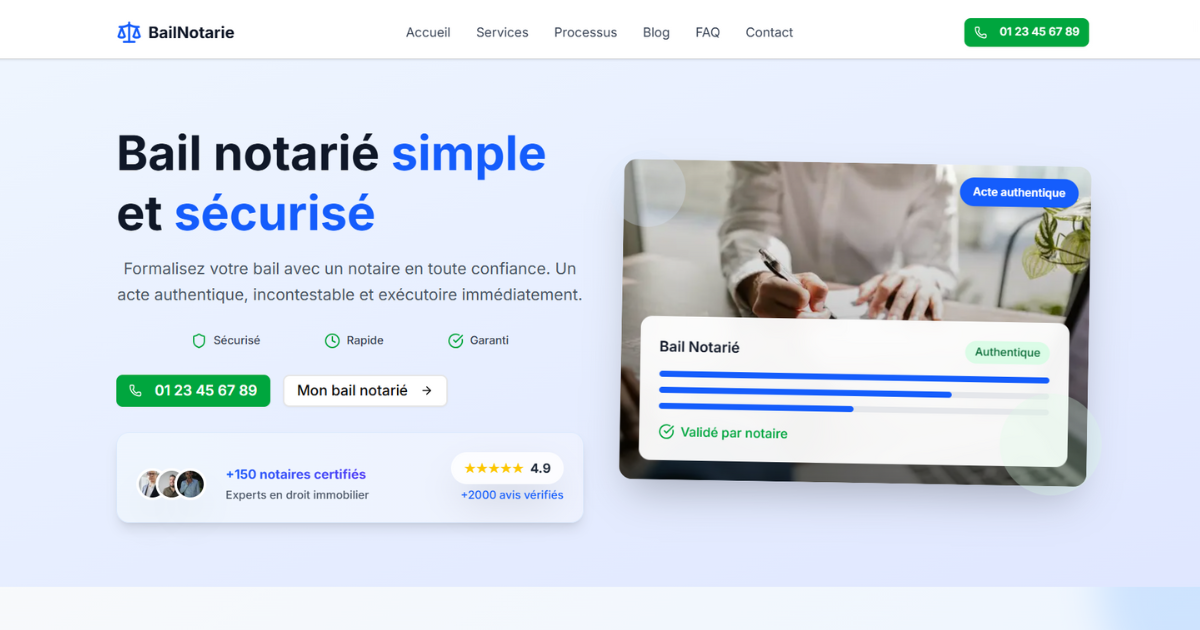 BailNotarie
Accueil
Services
Processus
Blog
FAQ
Contact
01 23 45 67 89
Bail notarié simple
et sécurisé
Formalisez votre bail avec un notaire en toute confiance. Un
acte authentique, incontestable et exécutoire immédiatement.
Sécurisé
Rapide
Garanti
01 23 45 67 89
Mon bail notarié
+150 notaires certifiés
Experts en droit immobilier
4.9
+2000 avis vérifiés
Acte authentique
Bail Notarié
Authentique
Validé par notaire